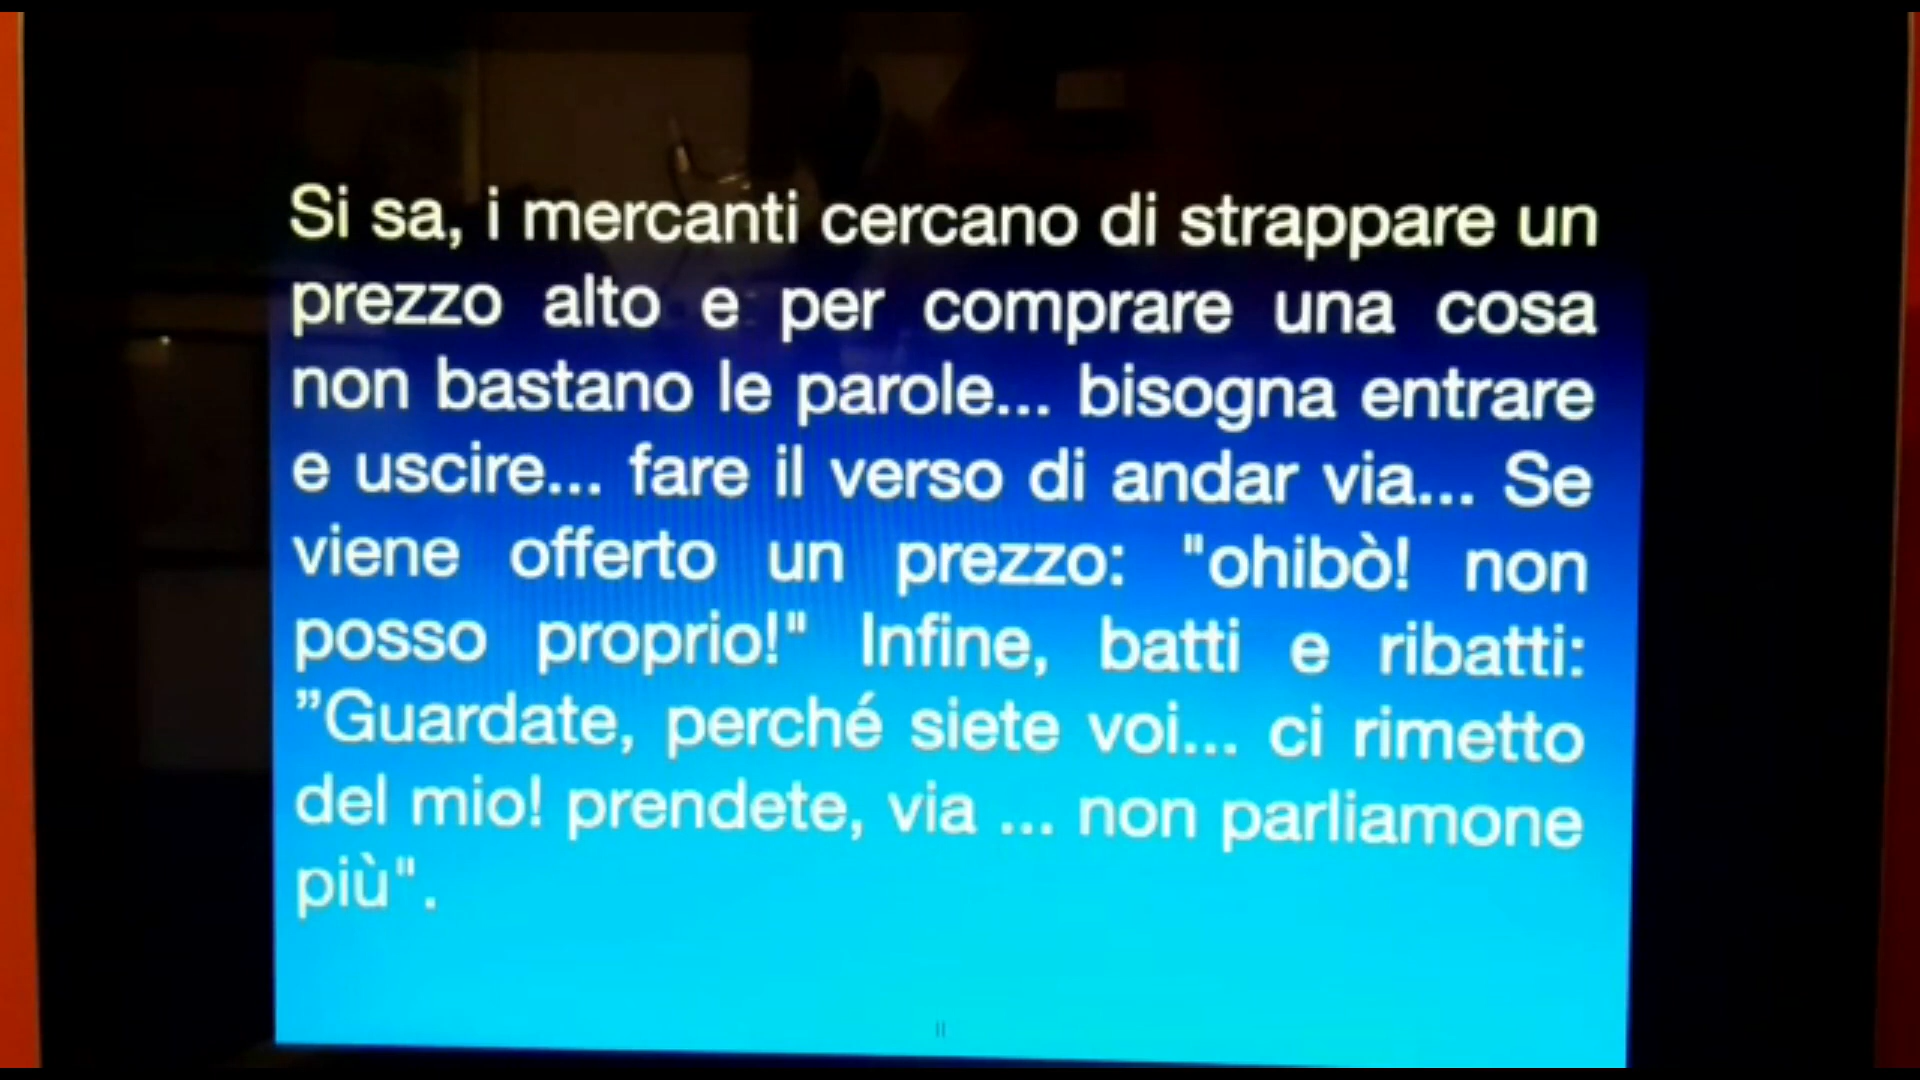 Si sa, i mercanti cercano di strappare un
prezzo alto e per comprare una cosa
non bastano le parole... bisogna entrare
e uscire... fare il verso di andar via... Se
viene offerto un prezzo: "ohibò! non
posso proprio!" Infine, batti e ribatti:
”Guardate, perché siete voi... ci rimetto
del mio! prendete, via ... non parliamone
più".